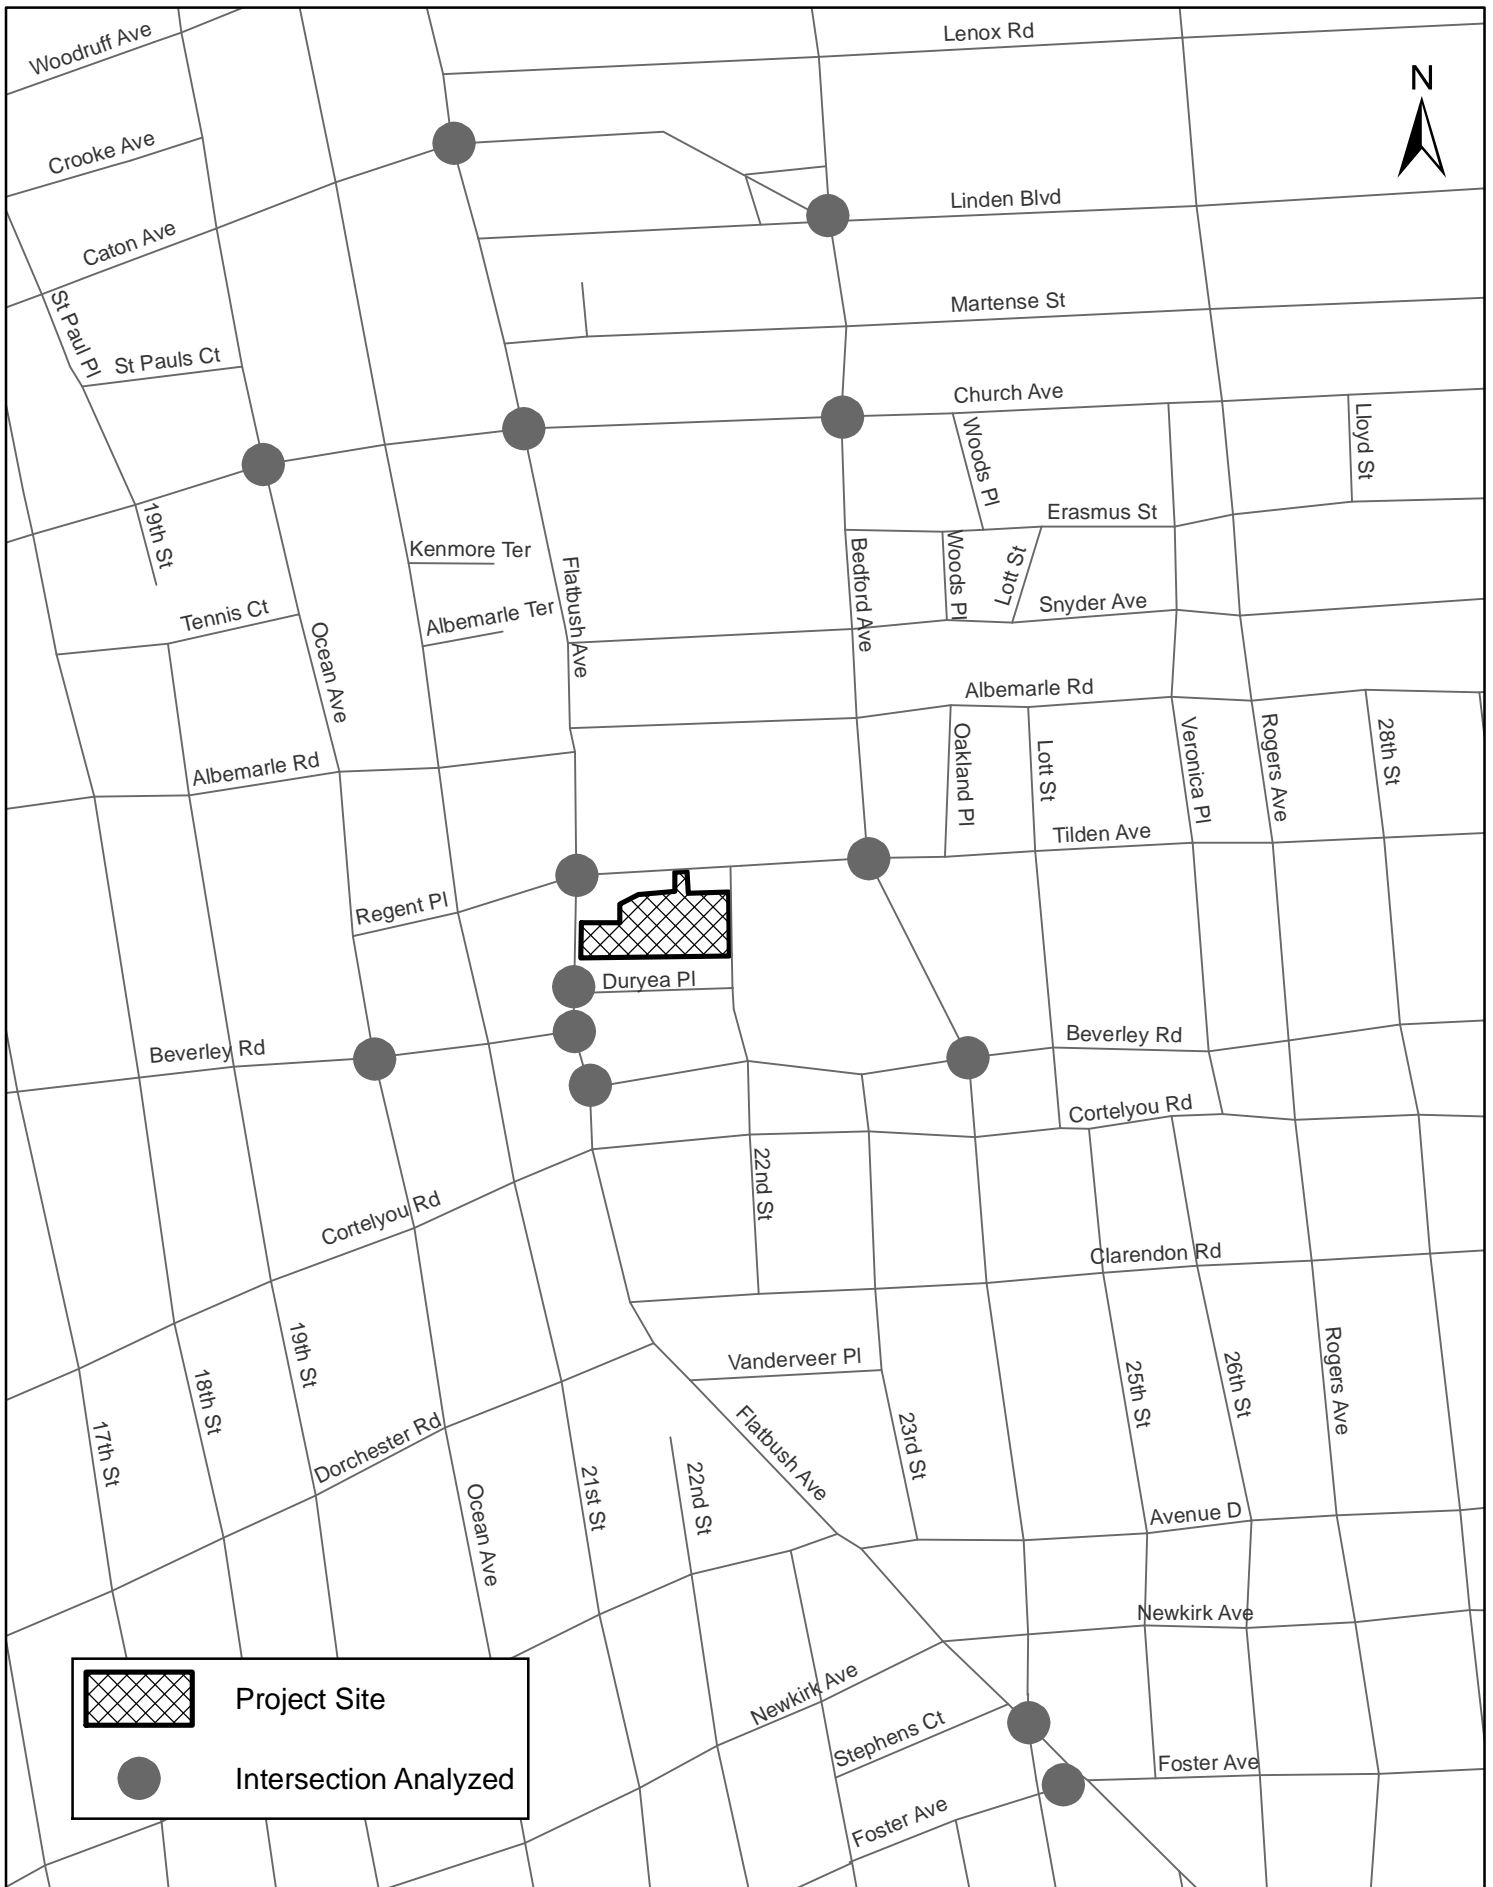 Woodruff Ave
Lenox Rd
N
Crooke Ave
Linden Blvd
Caton Ave
Martense St
St Paul Pl
St Pauls Ct
Church Ave
Lloyd St
Woods Pl
19th St
Erasmus St
Kenmore Ter
Flatbush Ave
Bedford Ave
Woods Pl
Lott St
Snyder Ave
Tennis Ct
Albemarle Ter
Ocean Ave
Albemarle Rd
Oakland Pl
Lott St
Veronica Pl
Rogers Ave
28th St
Albemarle Rd
Tilden Ave
Regent Pl
Duryea Pl
Beverley Rd
Beverley Rd
Cortelyou Rd
22nd St
Cortelyou Rd
Clarendon Rd
19th St
Vanderveer Pl
18th St
25th St
26th St
Rogers Ave
17th St
Dorchester Rd
Flatbush Ave
23rd St
Ocean Ave
21st St
22nd St
Avenue D
Newkirk Ave
Newkirk Ave
Stephens Ct
Foster Ave
Foster Ave
Project Site
Intersection Analyzed